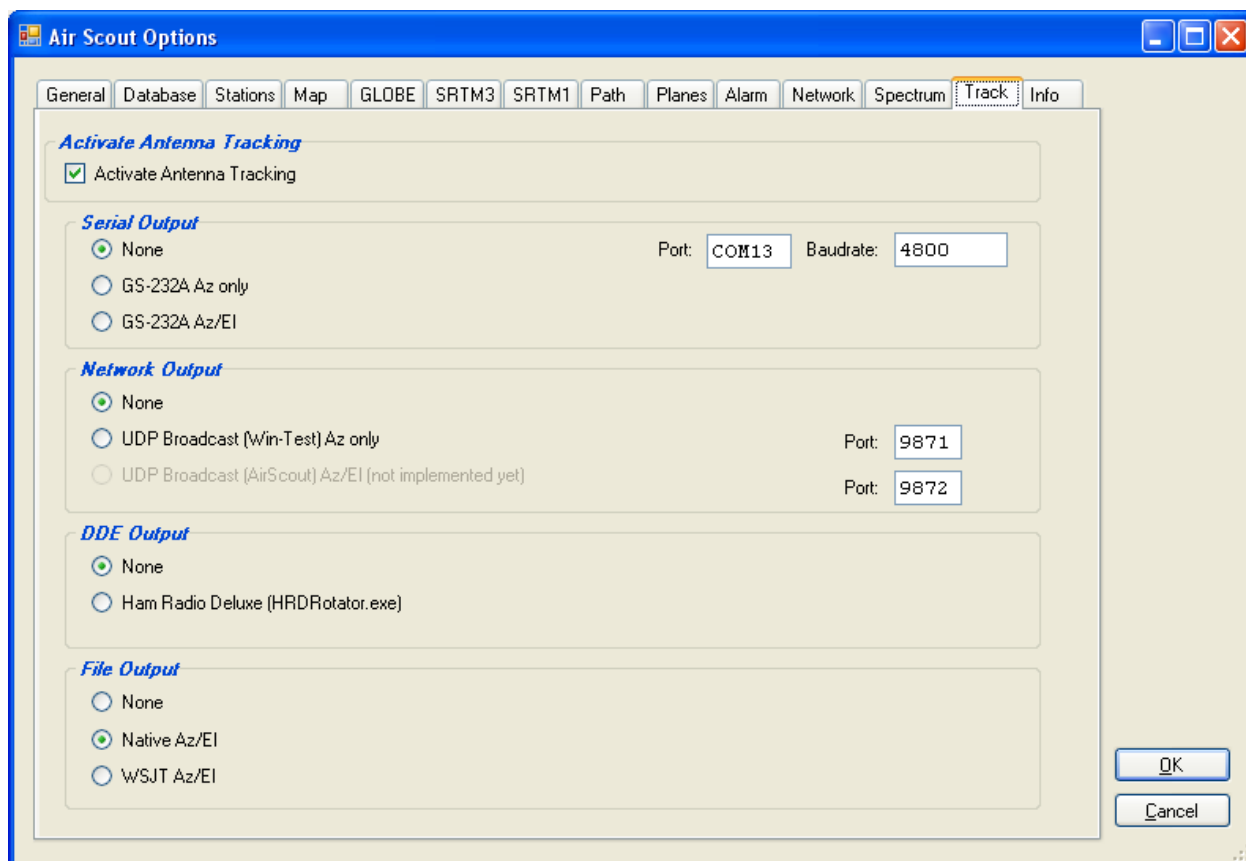 Air Scout Options
General Database Stations Map GLOBE SRTM3 SRTM1 Path Planes Alarm Network Spectrum Track Info
Activate Antenna Tracking
Activate Antenna Tracking
Serial Output
None Port: COM13 Baudrate: 4800
GS-232A Az only
GS-232A Az/El
Network Output
None
UDP Broadcast (Win-Test) Az only Port: 9871
UDP Broadcast (AirScout) Az/El (not implemented yet) Port: 9872
DDE Output
None
Ham Radio Deluxe (HRDRotator.exe)
File Output
None
Native Az/El
WSJT Az/El
OK
Cancel